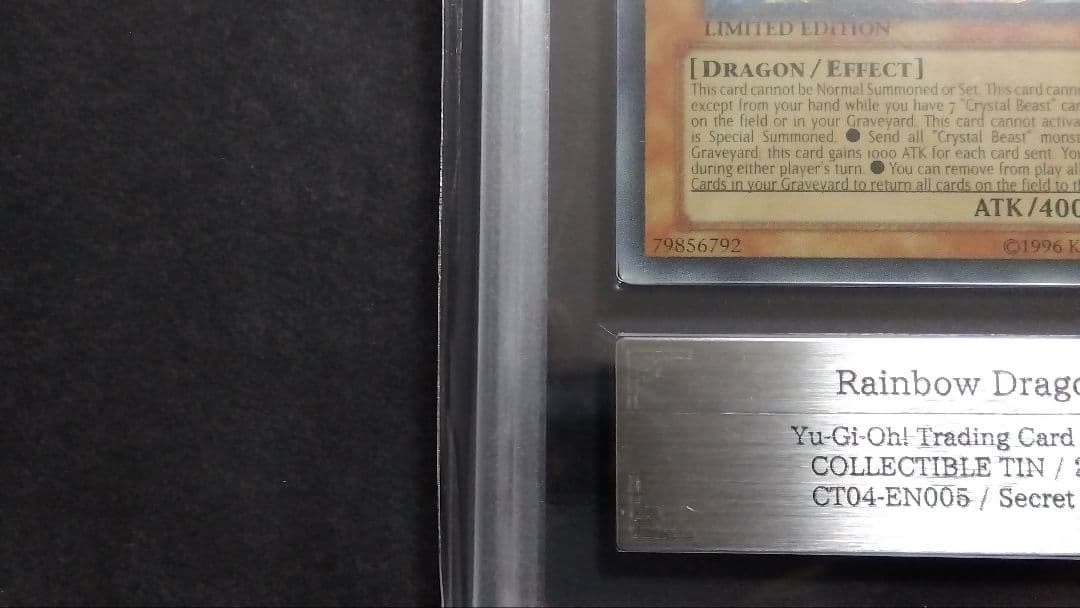 LIMITED EDITION
[DRAGON/EFFECT]
This card cannot be Normal Summoned or Set. This card cann
except from your hand while you have 7 "Crystal Beast" car
on the field or in your Graveyard. This card cannot activa
is Special Summoned. ● Send all "Crystal Beast" monst
Graveyard; this card gains 1000 ATK for each card sent. You
during either player's turn. ● You can remove from play al
Cards in your Graveyard to return all cards on the field to th
ATK/400
79856792 ©1996 K
Rainbow Drago
Yu-Gi-Oh! Trading Card
COLLECTIBLE TIN / 2
CT04-EN005 / Secret